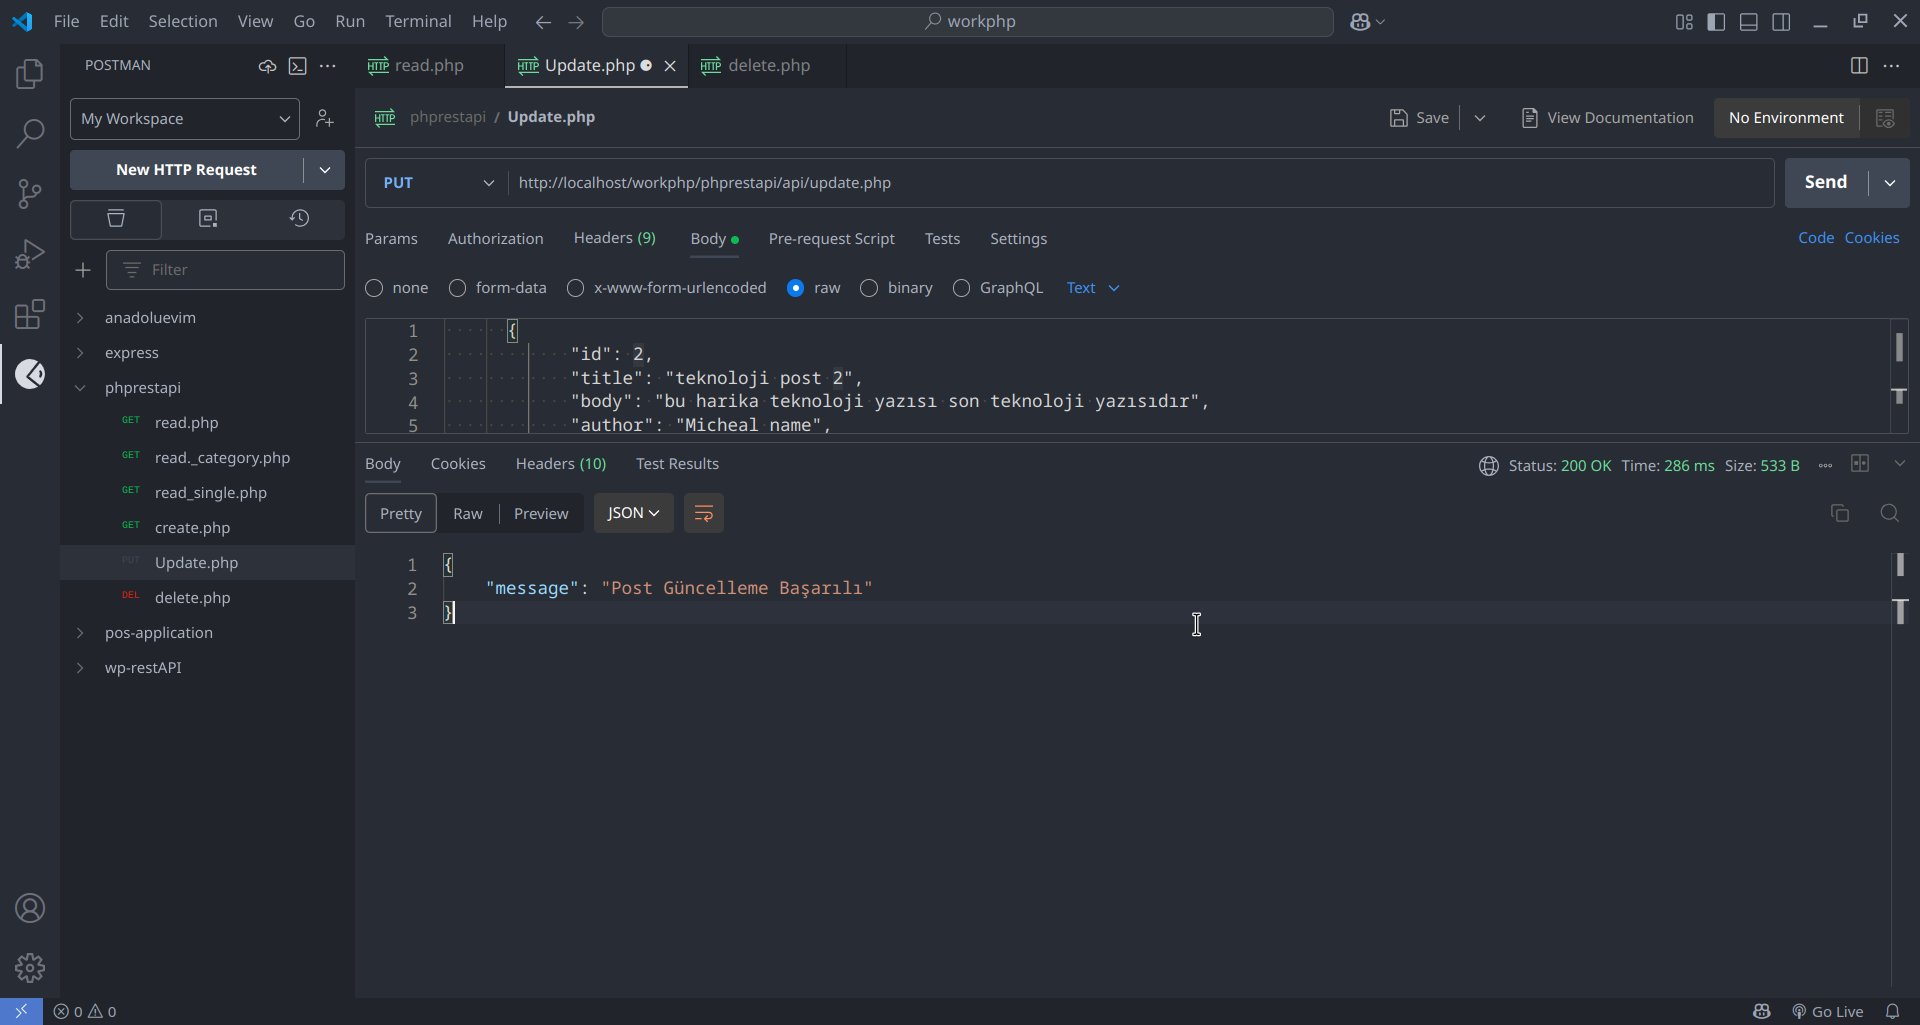 File Edit Selection View Go Run Terminal Help
workphp
POSTMAN
read.php Update.php delete.php
My Workspace
phprestapi / Update.php
Save View Documentation No Environment
New HTTP Request
PUT http://localhost/workphp/phprestapi/api/update.php Send
Params Authorization Headers (9) Body Pre-request Script Tests Settings Code Cookies
Filter
none form-data x-www-form-urlencoded raw binary GraphQL Text
anadoluevim
express
phprestapi
GET read.php
GET read._category.php
GET read_single.php
GET create.php
PUT Update.php
DEL delete.php
pos-application
wp-restAPI
1 {
2 "id": 2,
3 "title": "teknoloji post 2",
4 "body": "bu harika teknoloji yazısı son teknoloji yazısıdır",
5 "author": "Micheal name",
Body Cookies Headers (10) Test Results Status: 200 OK Time: 286 ms Size: 533 B
Pretty Raw Preview JSON
1 {
2 "message": "Post Güncelleme Başarılı"
3 }
0 0 Go Live